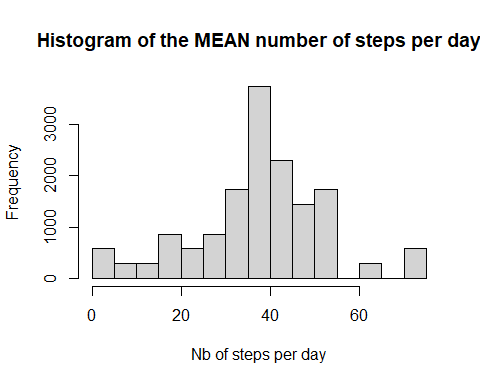 Histogram of the MEAN number of steps per day
Frequency
3000
2000
1000
0
0 20 40 60
Nb of steps per day